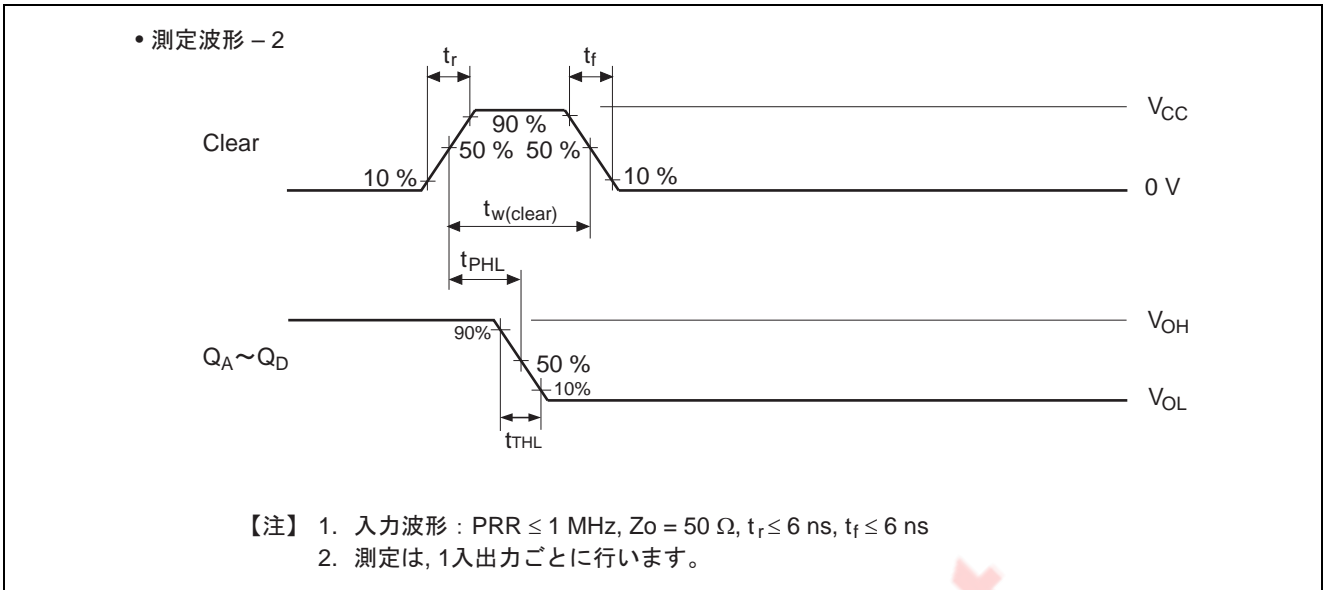 • 測定波形 – 2
tr tf
VCC
90 %
Clear
50 % 50 %
10 % 10 %
0 V
tw(clear)
tPHL
VOH
90%
QA～QD
50 %
10%
VOL
tTHL
【注】 1. 入力波形：PRR ≤ 1 MHz, Zo = 50 Ω, tr ≤ 6 ns, tf ≤ 6 ns
2. 測定は, 1入出力ごとに行います。